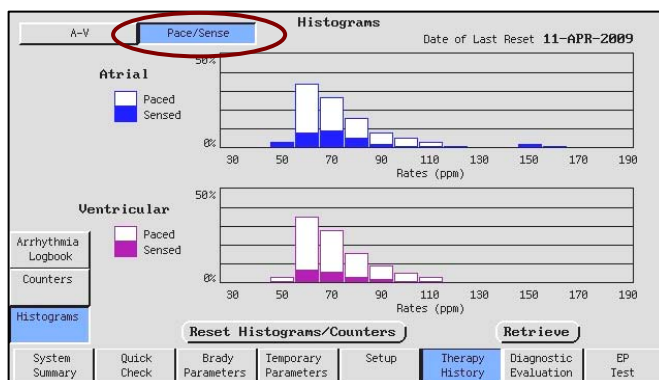 Histograms
A-V
Pace/Sense
Date of Last Reset 11-APR-2009
Atrial
Paced
Sensed
50%
0%
30 50 70 90 110 130 150 170 190
Rates (ppm)
Ventricular
Paced
Sensed
50%
0%
30 50 70 90 110 130 150 170 190
Rates (ppm)
Arrhythmia
Logbook
Counters
Histograms
Reset Histograms/Counters
Retrieve
System
Summary
Quick
Check
Brady
Parameters
Temporary
Parameters
Setup
Therapy
History
Diagnostic
Evaluation
EP
Test